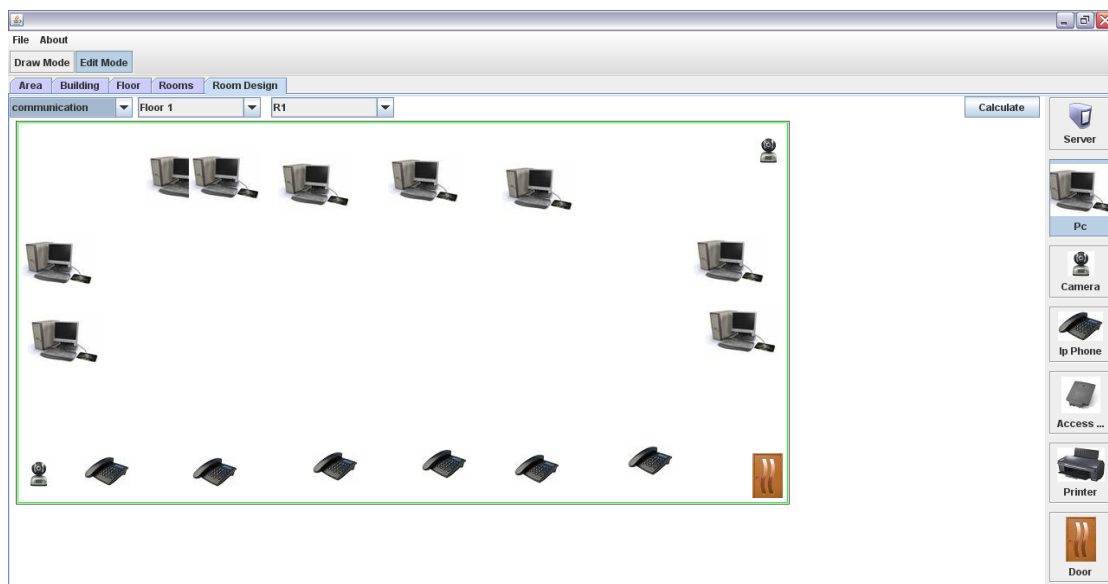 File About
Draw Mode Edit Mode
Area Building Floor Rooms Room Design
communication Floor 1 R1 Calculate
Server
Pc
Camera
Ip Phone
Access ...
Printer
Door